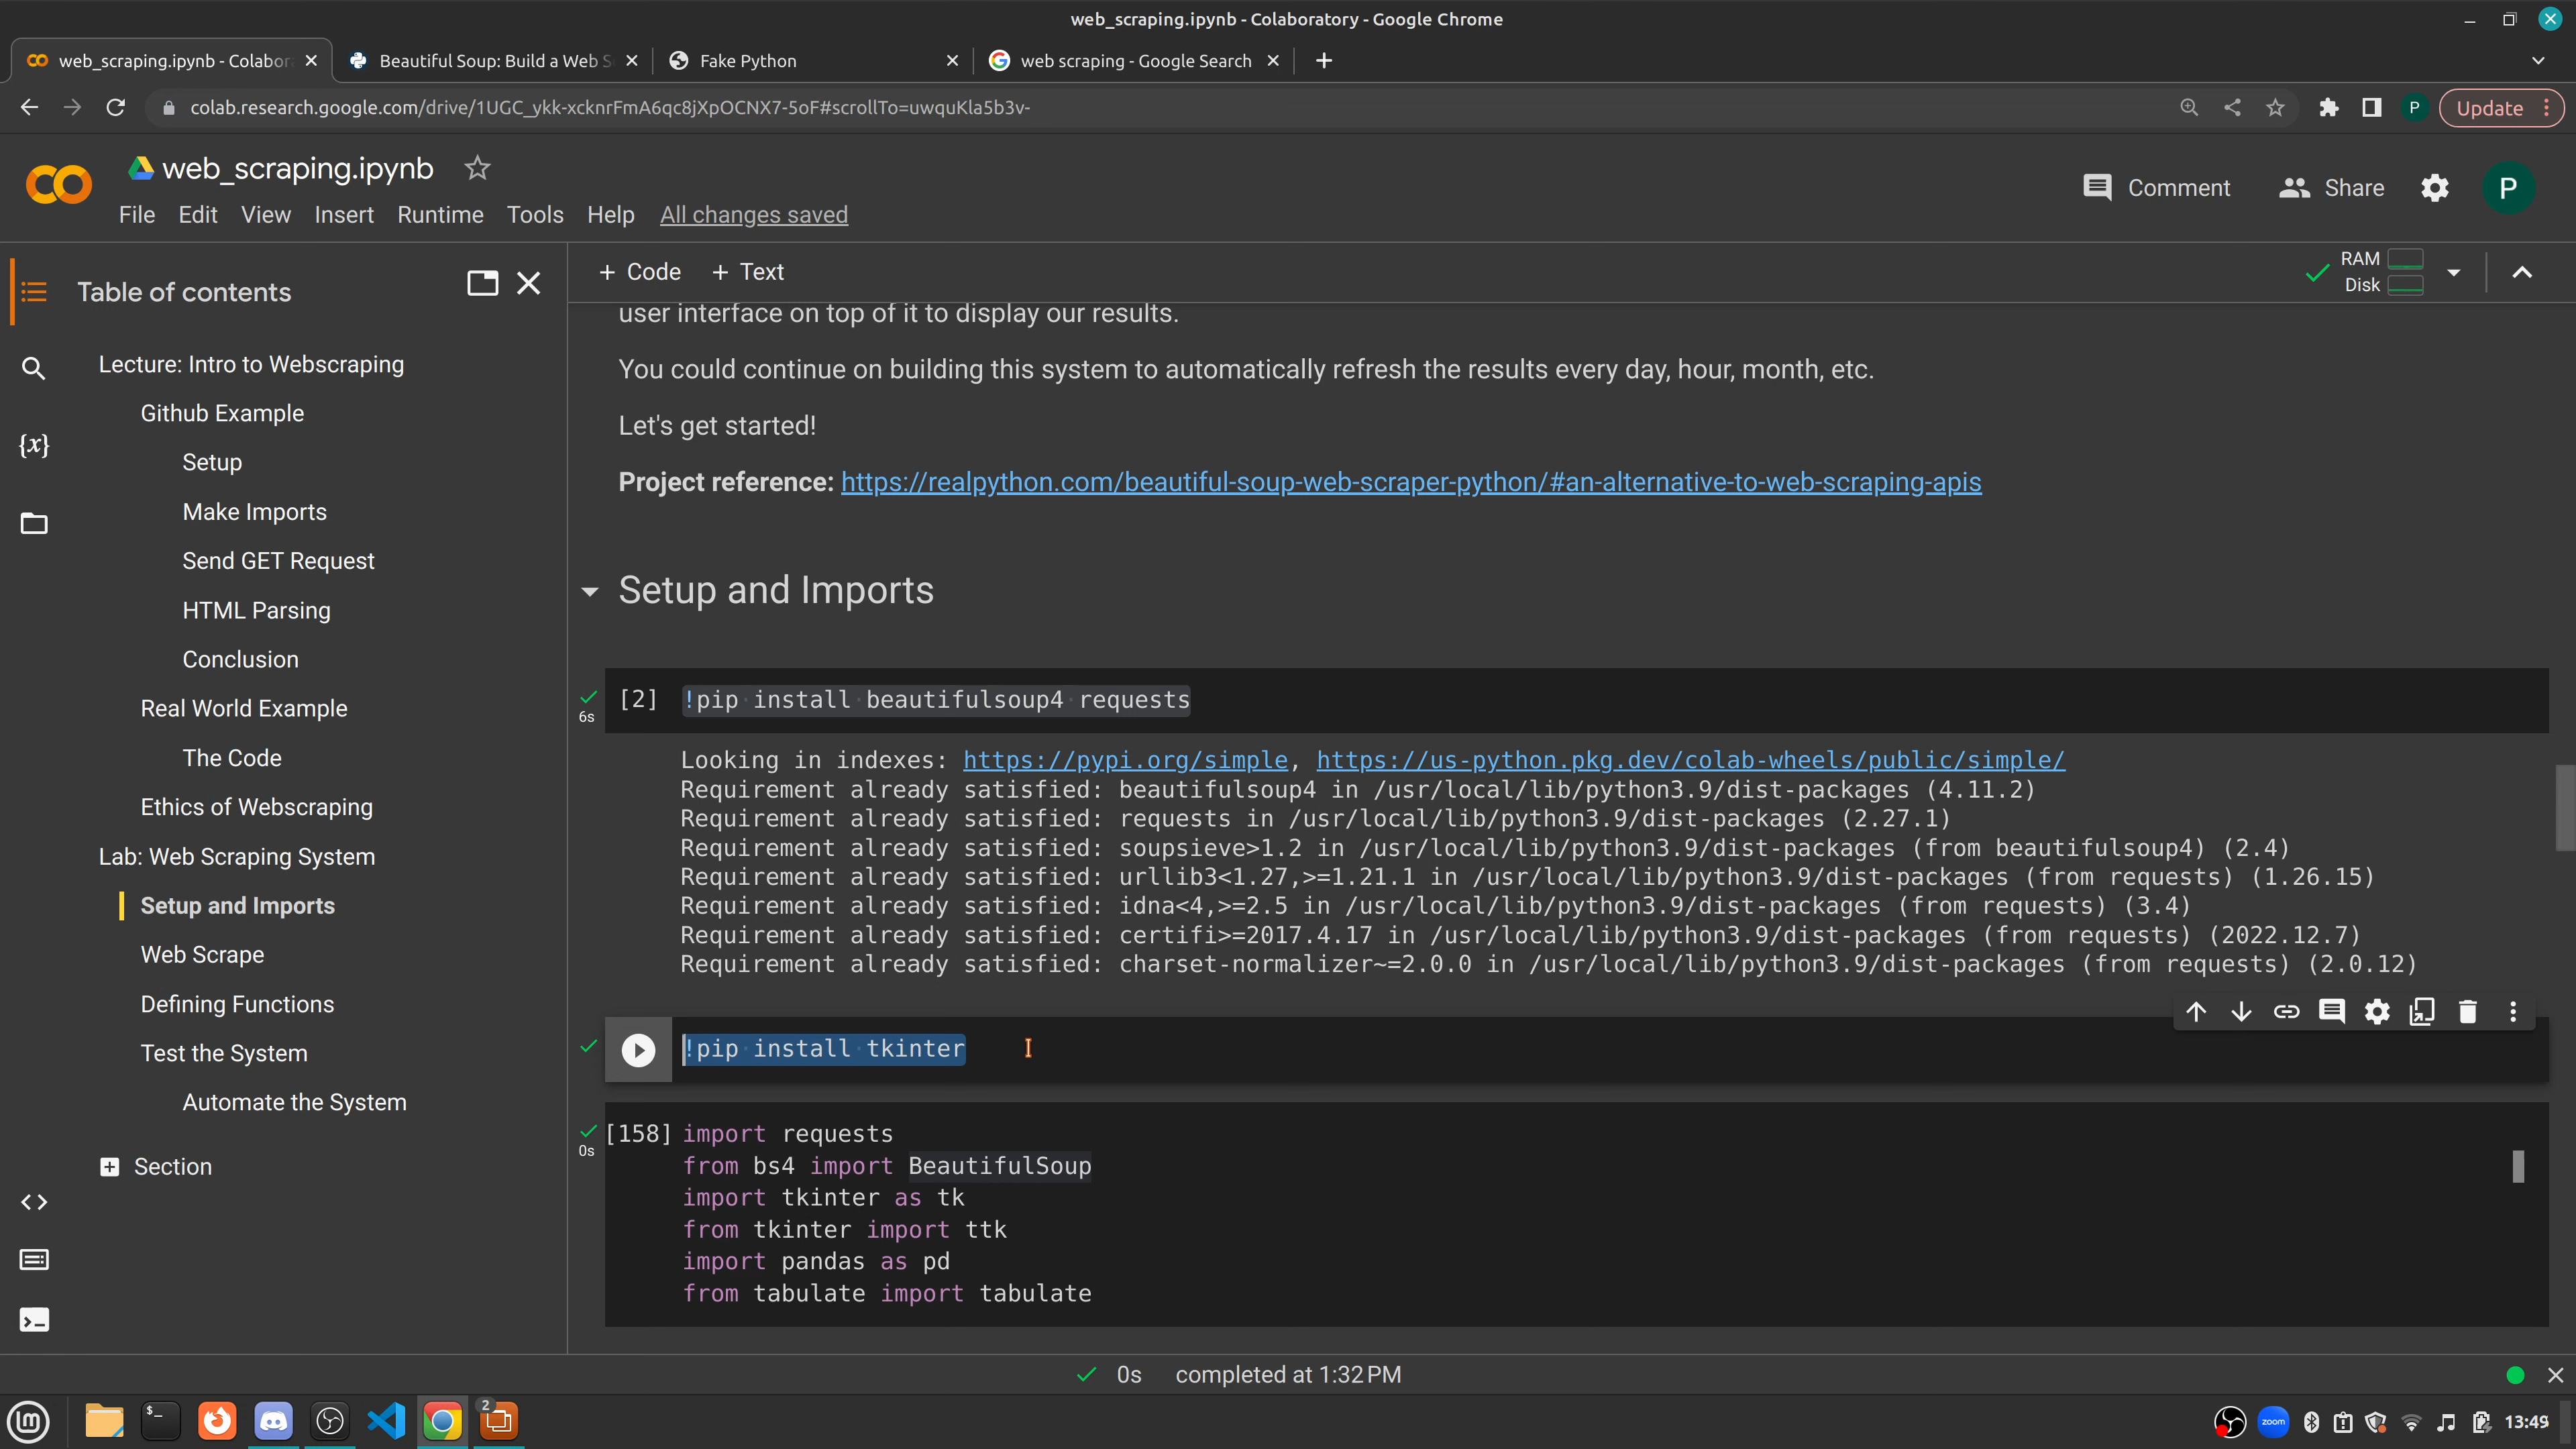 web_scraping.ipynb - Colaboratory - Google Chrome
web_scraping.ipynb - Colabor
Beautiful Soup: Build a Web S
Fake Python
web scraping - Google Search
colab.research.google.com/drive/1UGC_ykk-xcknrFmA6qc8jXpOCNX7-5oF#scrollTo=uwquKla5b3v-
P
Update
web_scraping.ipynb
Comment
Share
P
File Edit View Insert Runtime Tools Help All changes saved
Table of contents
+ Code + Text
RAM
Disk
Lecture: Intro to Webscraping
Github Example
Setup
Make Imports
Send GET Request
HTML Parsing
Conclusion
Real World Example
The Code
Ethics of Webscraping
Lab: Web Scraping System
Setup and Imports
Web Scrape
Defining Functions
Test the System
Automate the System
Section
{x}
user interface on top of it to display our results.
You could continue on building this system to automatically refresh the results every day, hour, month, etc.
Let's get started!
Project reference: https://realpython.com/beautiful-soup-web-scraper-python/#an-alternative-to-web-scraping-apis
Setup and Imports
6s
[2] !pip install beautifulsoup4 requests
Looking in indexes: https://pypi.org/simple, https://us-python.pkg.dev/colab-wheels/public/simple/
Requirement already satisfied: beautifulsoup4 in /usr/local/lib/python3.9/dist-packages (4.11.2)
Requirement already satisfied: requests in /usr/local/lib/python3.9/dist-packages (2.27.1)
Requirement already satisfied: soupsieve>1.2 in /usr/local/lib/python3.9/dist-packages (from beautifulsoup4) (2.4)
Requirement already satisfied: urllib3<1.27,>=1.21.1 in /usr/local/lib/python3.9/dist-packages (from requests) (1.26.15)
Requirement already satisfied: idna<4,>=2.5 in /usr/local/lib/python3.9/dist-packages (from requests) (3.4)
Requirement already satisfied: certifi>=2017.4.17 in /usr/local/lib/python3.9/dist-packages (from requests) (2022.12.7)
Requirement already satisfied: charset-normalizer~=2.0.0 in /usr/local/lib/python3.9/dist-packages (from requests) (2.0.12)
!pip install tkinter
0s
[158] import requests
from bs4 import BeautifulSoup
import tkinter as tk
from tkinter import ttk
import pandas as pd
from tabulate import tabulate
0s completed at 1:32 PM
2
zoom
13:49